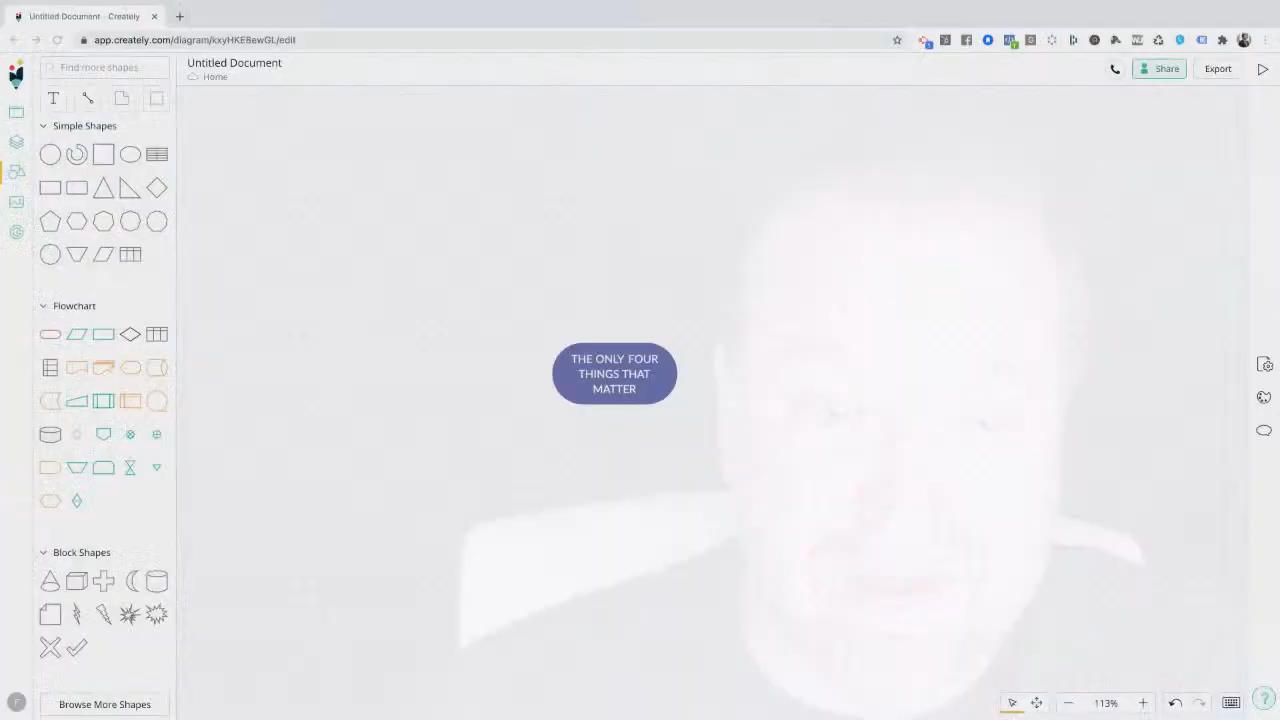 Untitled Document - Creately
app.creately.com/diagram/kxyHKE8ewGL/edit
Find more shapes
Untitled Document
Home
Share
Export
T
Simple Shapes
Flowchart
Block Shapes
Browse More Shapes
THE ONLY FOUR
THINGS THAT
MATTER
F
113%
?